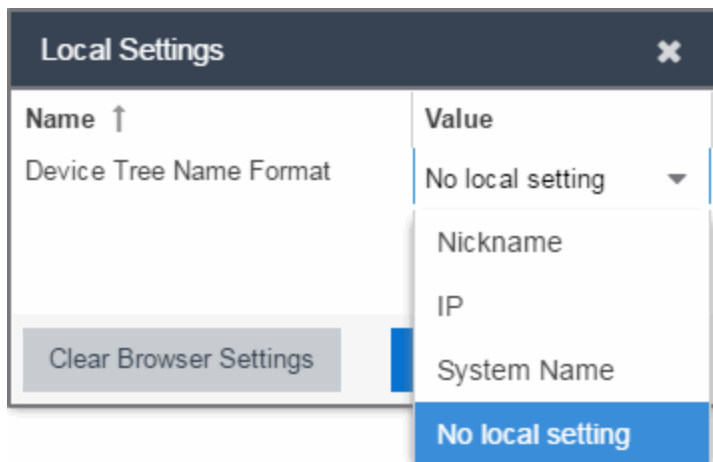 Local Settings
Name ↑ Value
Device Tree Name Format No local setting
Nickname
IP
Clear Browser Settings System Name
No local setting